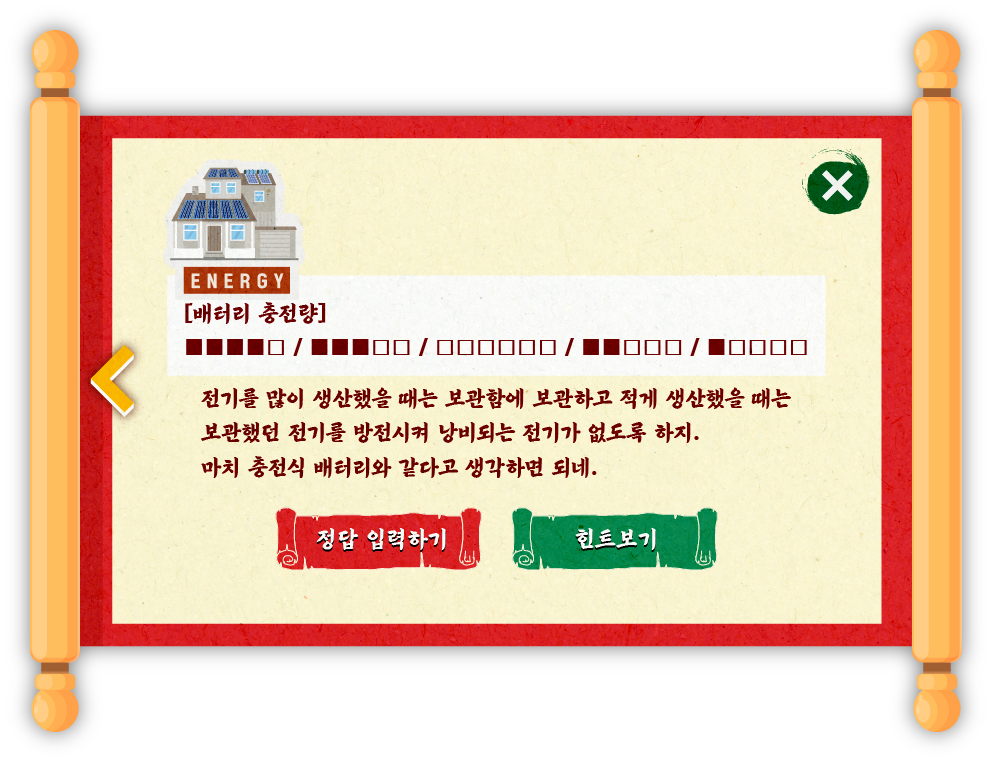 ENERGY
[배터리 충전량]
■■■■□ / ■■■□□ / □□□□□□ / ■■□□□ / ■□□□□
전기를 많이 생산했을 때는 보관함에 보관하고 적게 생산했을 때는
보관했던 전기를 방전시켜 낭비되는 전기가 없도록 하지.
마치 충전식 배터리와 같다고 생각하면 되네.
정답 입력하기
힌트보기